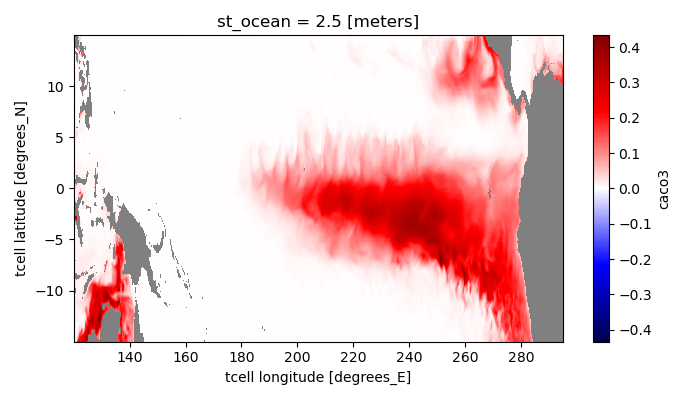 st_ocean = 2.5 [meters]
10
5
0
−5
−10
tcell latitude [degrees_N]
140 160 180 200 220 240 260 280
tcell longitude [degrees_E]
0.4
0.3
0.2
0.1
0.0
−0.1
−0.2
−0.3
−0.4
caco3